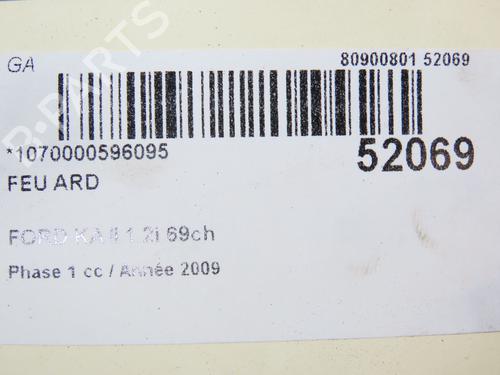 GA
80900801 52069
*1070000596095
52069
FEU ARD
FORD KA II 1.2i 69ch
Phase 1 cc / Année 2009